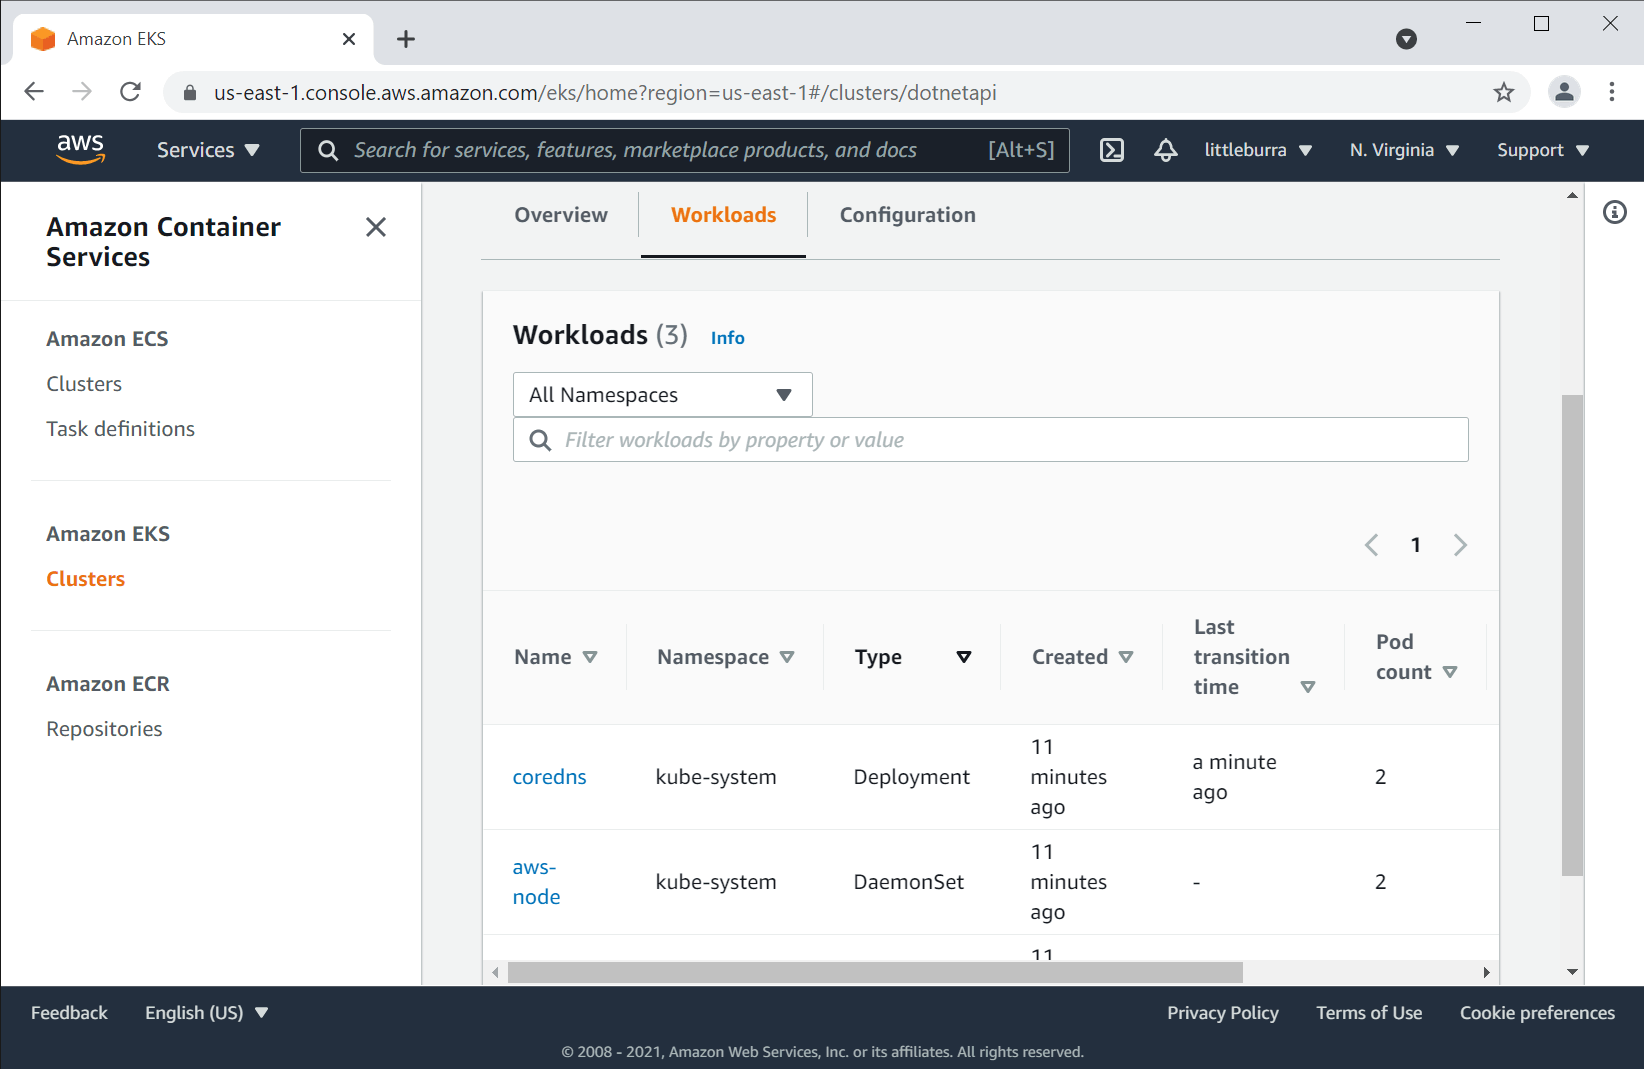 Amazon EKS
us-east-1.console.aws.amazon.com/eks/home?region=us-east-1#/clusters/dotnetapi
aws
Services
Search for services, features, marketplace products, and docs
[Alt+S]
littleburra
N. Virginia
Support
Amazon Container
Services
Amazon ECS
Clusters
Task definitions
Amazon EKS
Clusters
Amazon ECR
Repositories
Overview
Workloads
Configuration
Workloads (3)
Info
All Namespaces
Filter workloads by property or value
1
Name
Namespace
Type
Created
Last
transition
time
Pod
count
coredns
kube-system
Deployment
11
minutes
ago
a minute
ago
2
aws-
node
kube-system
DaemonSet
11
minutes
ago
-
2
11
Feedback
English (US)
Privacy Policy
Terms of Use
Cookie preferences
© 2008 - 2021, Amazon Web Services, Inc. or its affiliates. All rights reserved.